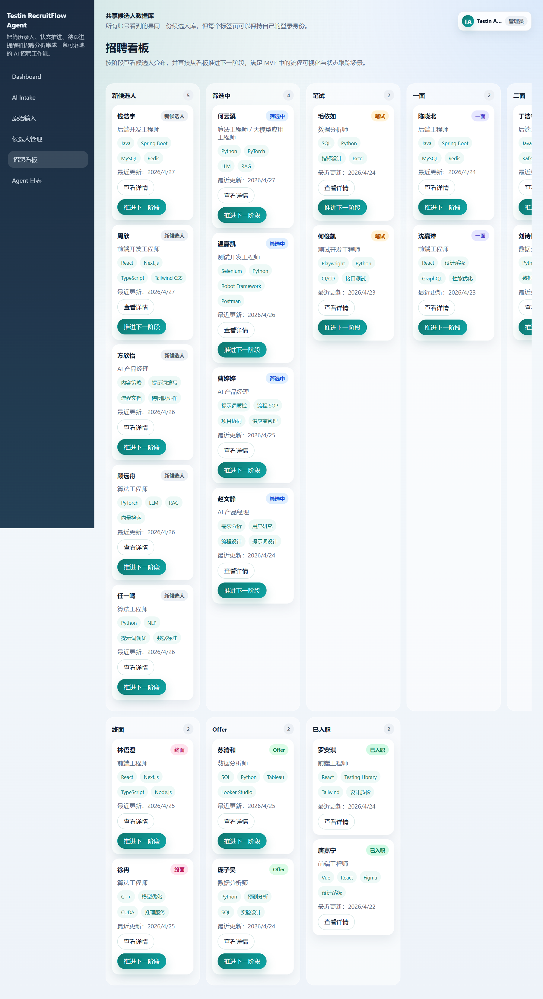 Testin RecruitFlow
Agent
把简历录入、状态推进、待跟进
提醒和招聘分析串成一条可落地
的 AI 招聘工作流。
Dashboard
AI Intake
原始输入
候选人管理
招聘看板
Agent 日志
共享候选人数据库
所有账号看到的是同一份候选人库，但每个标签页可以保持自己的登录身份。
TA Testin A... 管理员
招聘看板
按阶段查看候选人分布，并直接从看板推进下一阶段，满足 MVP 中的流程可视化与状态跟踪场景。
新候选人 5
钱浩宇 新候选人
后端开发工程师
Java Spring Boot
MySQL Redis
最近更新：2026/4/27
查看详情
推进下一阶段
周欣 新候选人
前端开发工程师
React Next.js
TypeScript Tailwind CSS
最近更新：2026/4/27
查看详情
推进下一阶段
方欣怡 新候选人
AI 产品经理
内容策略 提示词编写
流程文档 跨团队协作
最近更新：2026/4/26
查看详情
推进下一阶段
顾远舟 新候选人
算法工程师
PyTorch LLM RAG
向量检索
最近更新：2026/4/26
查看详情
推进下一阶段
任一鸣 新候选人
算法工程师
Python NLP
提示词调优 数据标注
最近更新：2026/4/26
查看详情
推进下一阶段
筛选中 4
何云溪 筛选中
算法工程师 / 大模型应用
工程师
Python PyTorch
LLM RAG
最近更新：2026/4/27
查看详情
推进下一阶段
温嘉凯 筛选中
测试开发工程师
Selenium Python
Robot Framework
Postman
最近更新：2026/4/26
查看详情
推进下一阶段
曹婷婷 筛选中
AI 产品经理
提示词质检 流程 SOP
项目协同 供应商管理
最近更新：2026/4/25
查看详情
推进下一阶段
赵文静 筛选中
AI 产品经理
需求分析 用户研究
流程设计 提示词设计
最近更新：2026/4/24
查看详情
推进下一阶段
笔试 2
毛依如 笔试
数据分析师
SQL Python
指标设计 Excel
最近更新：2026/4/24
查看详情
推进下一阶段
何俊凯 笔试
测试开发工程师
Playwright Python
CI/CD 接口测试
最近更新：2026/4/23
查看详情
推进下一阶段
一面 2
陈晓北 一面
后端工程师
Java Spring Boot
MySQL Redis
最近更新：2026/4/24
查看详情
推进下一阶段
沈嘉琳 一面
前端工程师
React 设计系统
GraphQL 性能优化
最近更新：2026/4/23
查看详情
推进下一阶段
二面
丁浩
后端
Java
Kafk
最近
查
推
刘诗
数据
Pyth
数据
最近
查
推
终面 2
林语澄 终面
前端工程师
React Next.js
TypeScript Node.js
最近更新：2026/4/25
查看详情
推进下一阶段
徐冉 终面
算法工程师
C++ 模型优化
CUDA 推理服务
最近更新：2026/4/25
查看详情
推进下一阶段
Offer 2
苏清和 Offer
数据分析师
SQL Python Tableau
Looker Studio
最近更新：2026/4/25
查看详情
推进下一阶段
庞子昊 Offer
数据分析师
Python 预测分析
SQL 实验设计
最近更新：2026/4/24
查看详情
推进下一阶段
已入职 2
罗安琪 已入职
前端工程师
React Testing Library
Tailwind 设计质检
最近更新：2026/4/24
查看详情
唐嘉宁 已入职
前端工程师
Vue React Figma
设计系统
最近更新：2026/4/22
查看详情